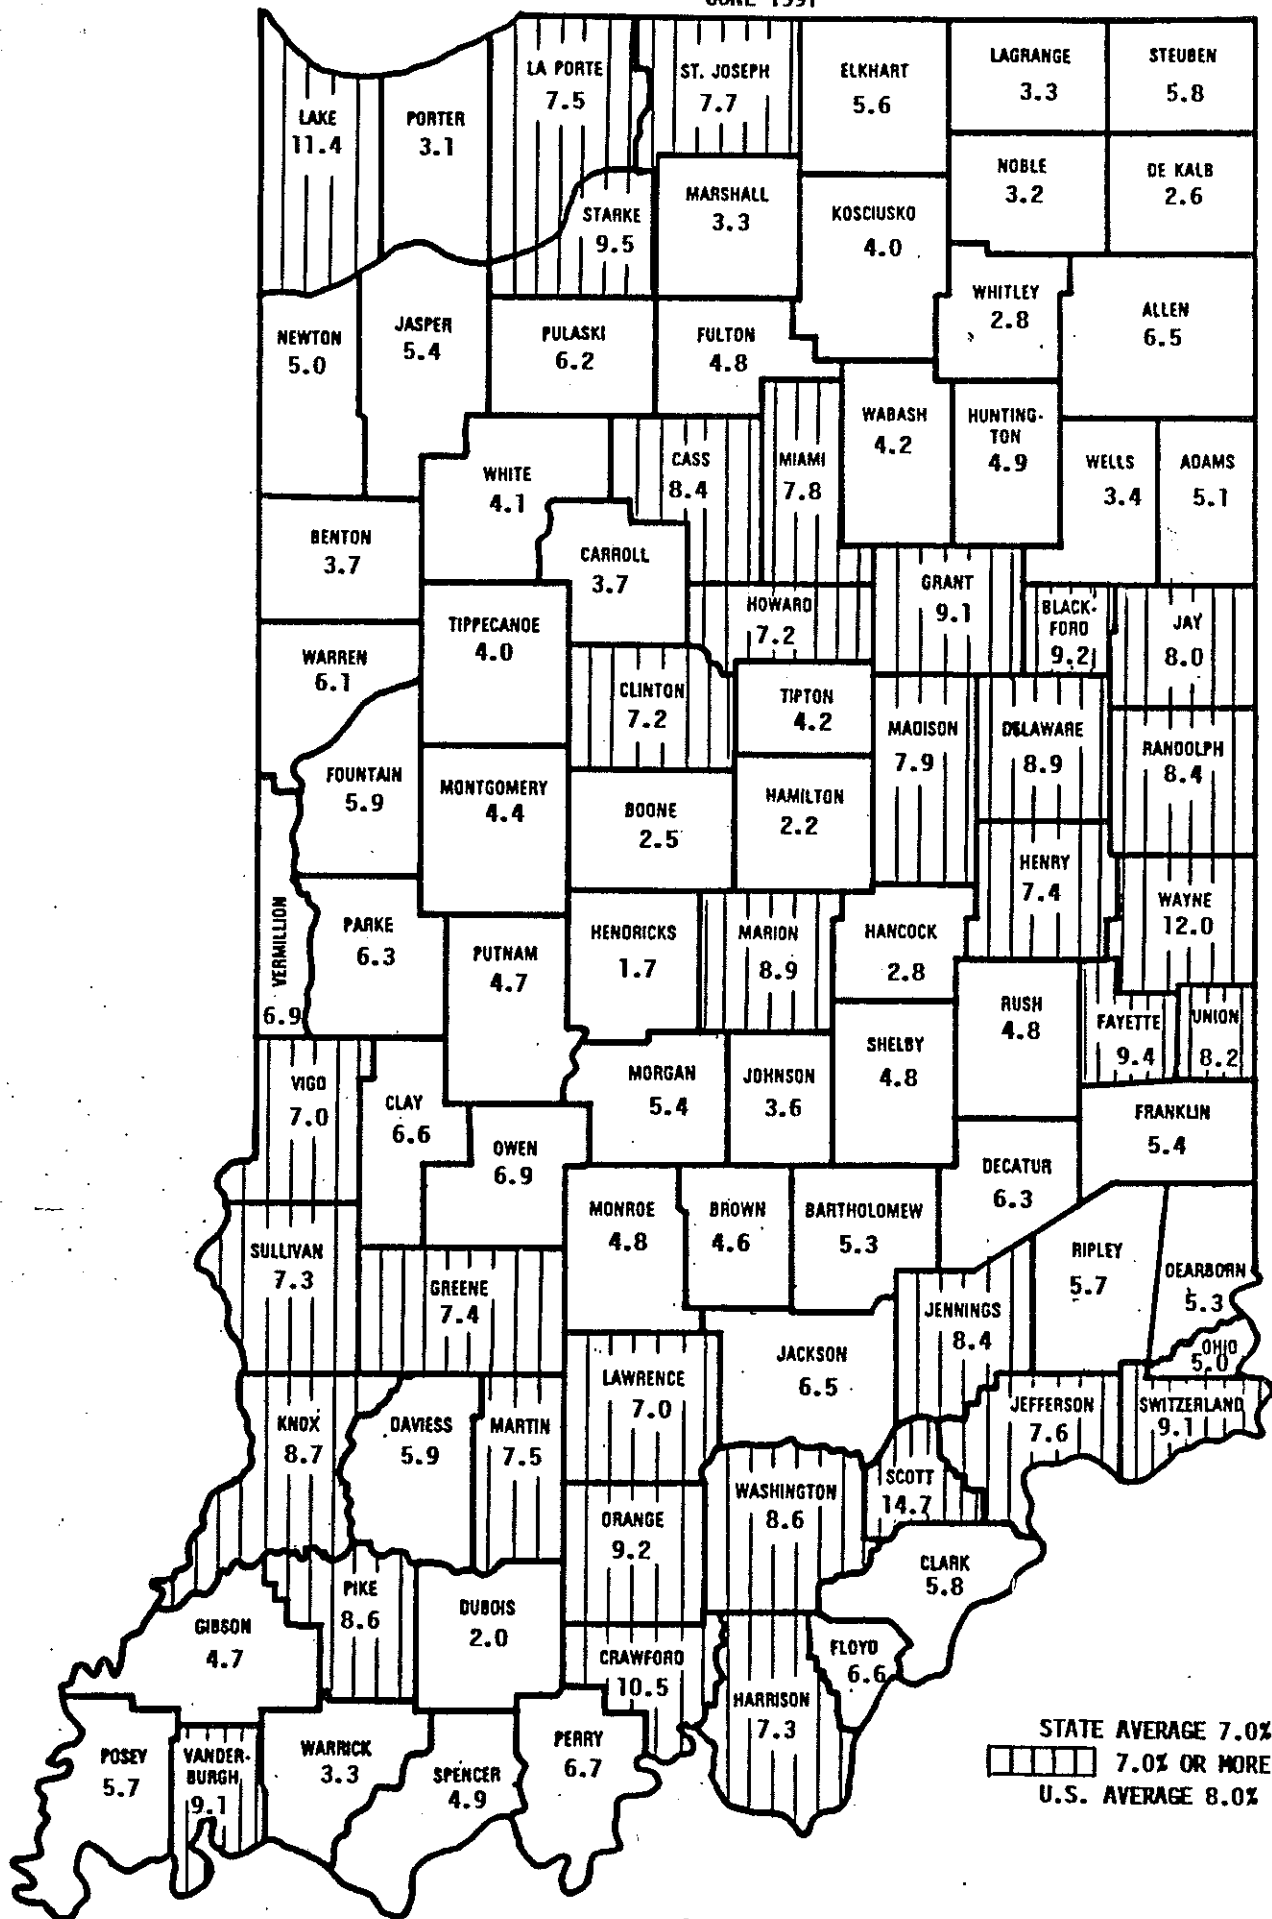 LA PORTE
7.5
ST. JOSEPH
7.7
ELKHART
5.6
LAGRANGE
3.3
STEUBEN
5.8
LAKE
11.4
PORTER
3.1
NOBLE
3.2
DE KALB
2.6
STARKE
9.5
MARSHALL
3.3
KOSCIUSKO
4.0
WHITLEY
2.8
ALLEN
6.5
NEWTON
5.0
JASPER
5.4
PULASKI
6.2
FULTON
4.8
WABASH
4.2
HUNTING-
TON
4.9
WHITE
4.1
CASS
8.4
MIAMI
7.8
WELLS
3.4
ADAMS
5.1
BENTON
3.7
CARROLL
3.7
GRANT
9.1
HOWARD
7.2
BLACK-
FORD
9.2
JAY
8.0
TIPPECANOE
4.0
WARREN
6.1
CLINTON
7.2
TIPTON
4.2
MADISON
7.9
DELAWARE
8.9
RANDOLPH
8.4
FOUNTAIN
5.9
MONTGOMERY
4.4
BOONE
2.5
HAMILTON
2.2
HENRY
7.4
WAYNE
12.0
VERMILLION
6.9
PARKE
6.3
PUTNAM
4.7
HENDRICKS
1.7
MARION
8.9
HANCOCK
2.8
RUSH
4.8
FAYETTE
9.4
UNION
8.2
VIGO
7.0
CLAY
6.6
MORGAN
5.4
JOHNSON
3.6
SHELBY
4.8
FRANKLIN
5.4
OWEN
6.9
DECATUR
6.3
MONROE
4.8
BROWN
4.6
BARTHOLOMEW
5.3
SULLIVAN
7.3
GREENE
7.4
RIPLEY
5.7
DEARBORN
5.3
JENNINGS
8.4
OHIO
5.0
JACKSON
6.5
LAWRENCE
7.0
KNOX
8.7
DAVIESS
5.9
MARTIN
7.5
JEFFERSON
7.6
SWITZERLAND
9.1
SCOTT
14.7
WASHINGTON
8.6
ORANGE
9.2
CLARK
5.8
PIKE
8.6
DUBOIS
2.0
GIBSON
4.7
CRAWFORD
10.5
FLOYD
6.6
HARRISON
7.3
POSEY
5.7
VANDER-
BURGH
9.1
WARRICK
3.3
SPENCER
4.9
PERRY
6.7
STATE AVERAGE 7.0%
7.0% OR MORE
U.S. AVERAGE 8.0%